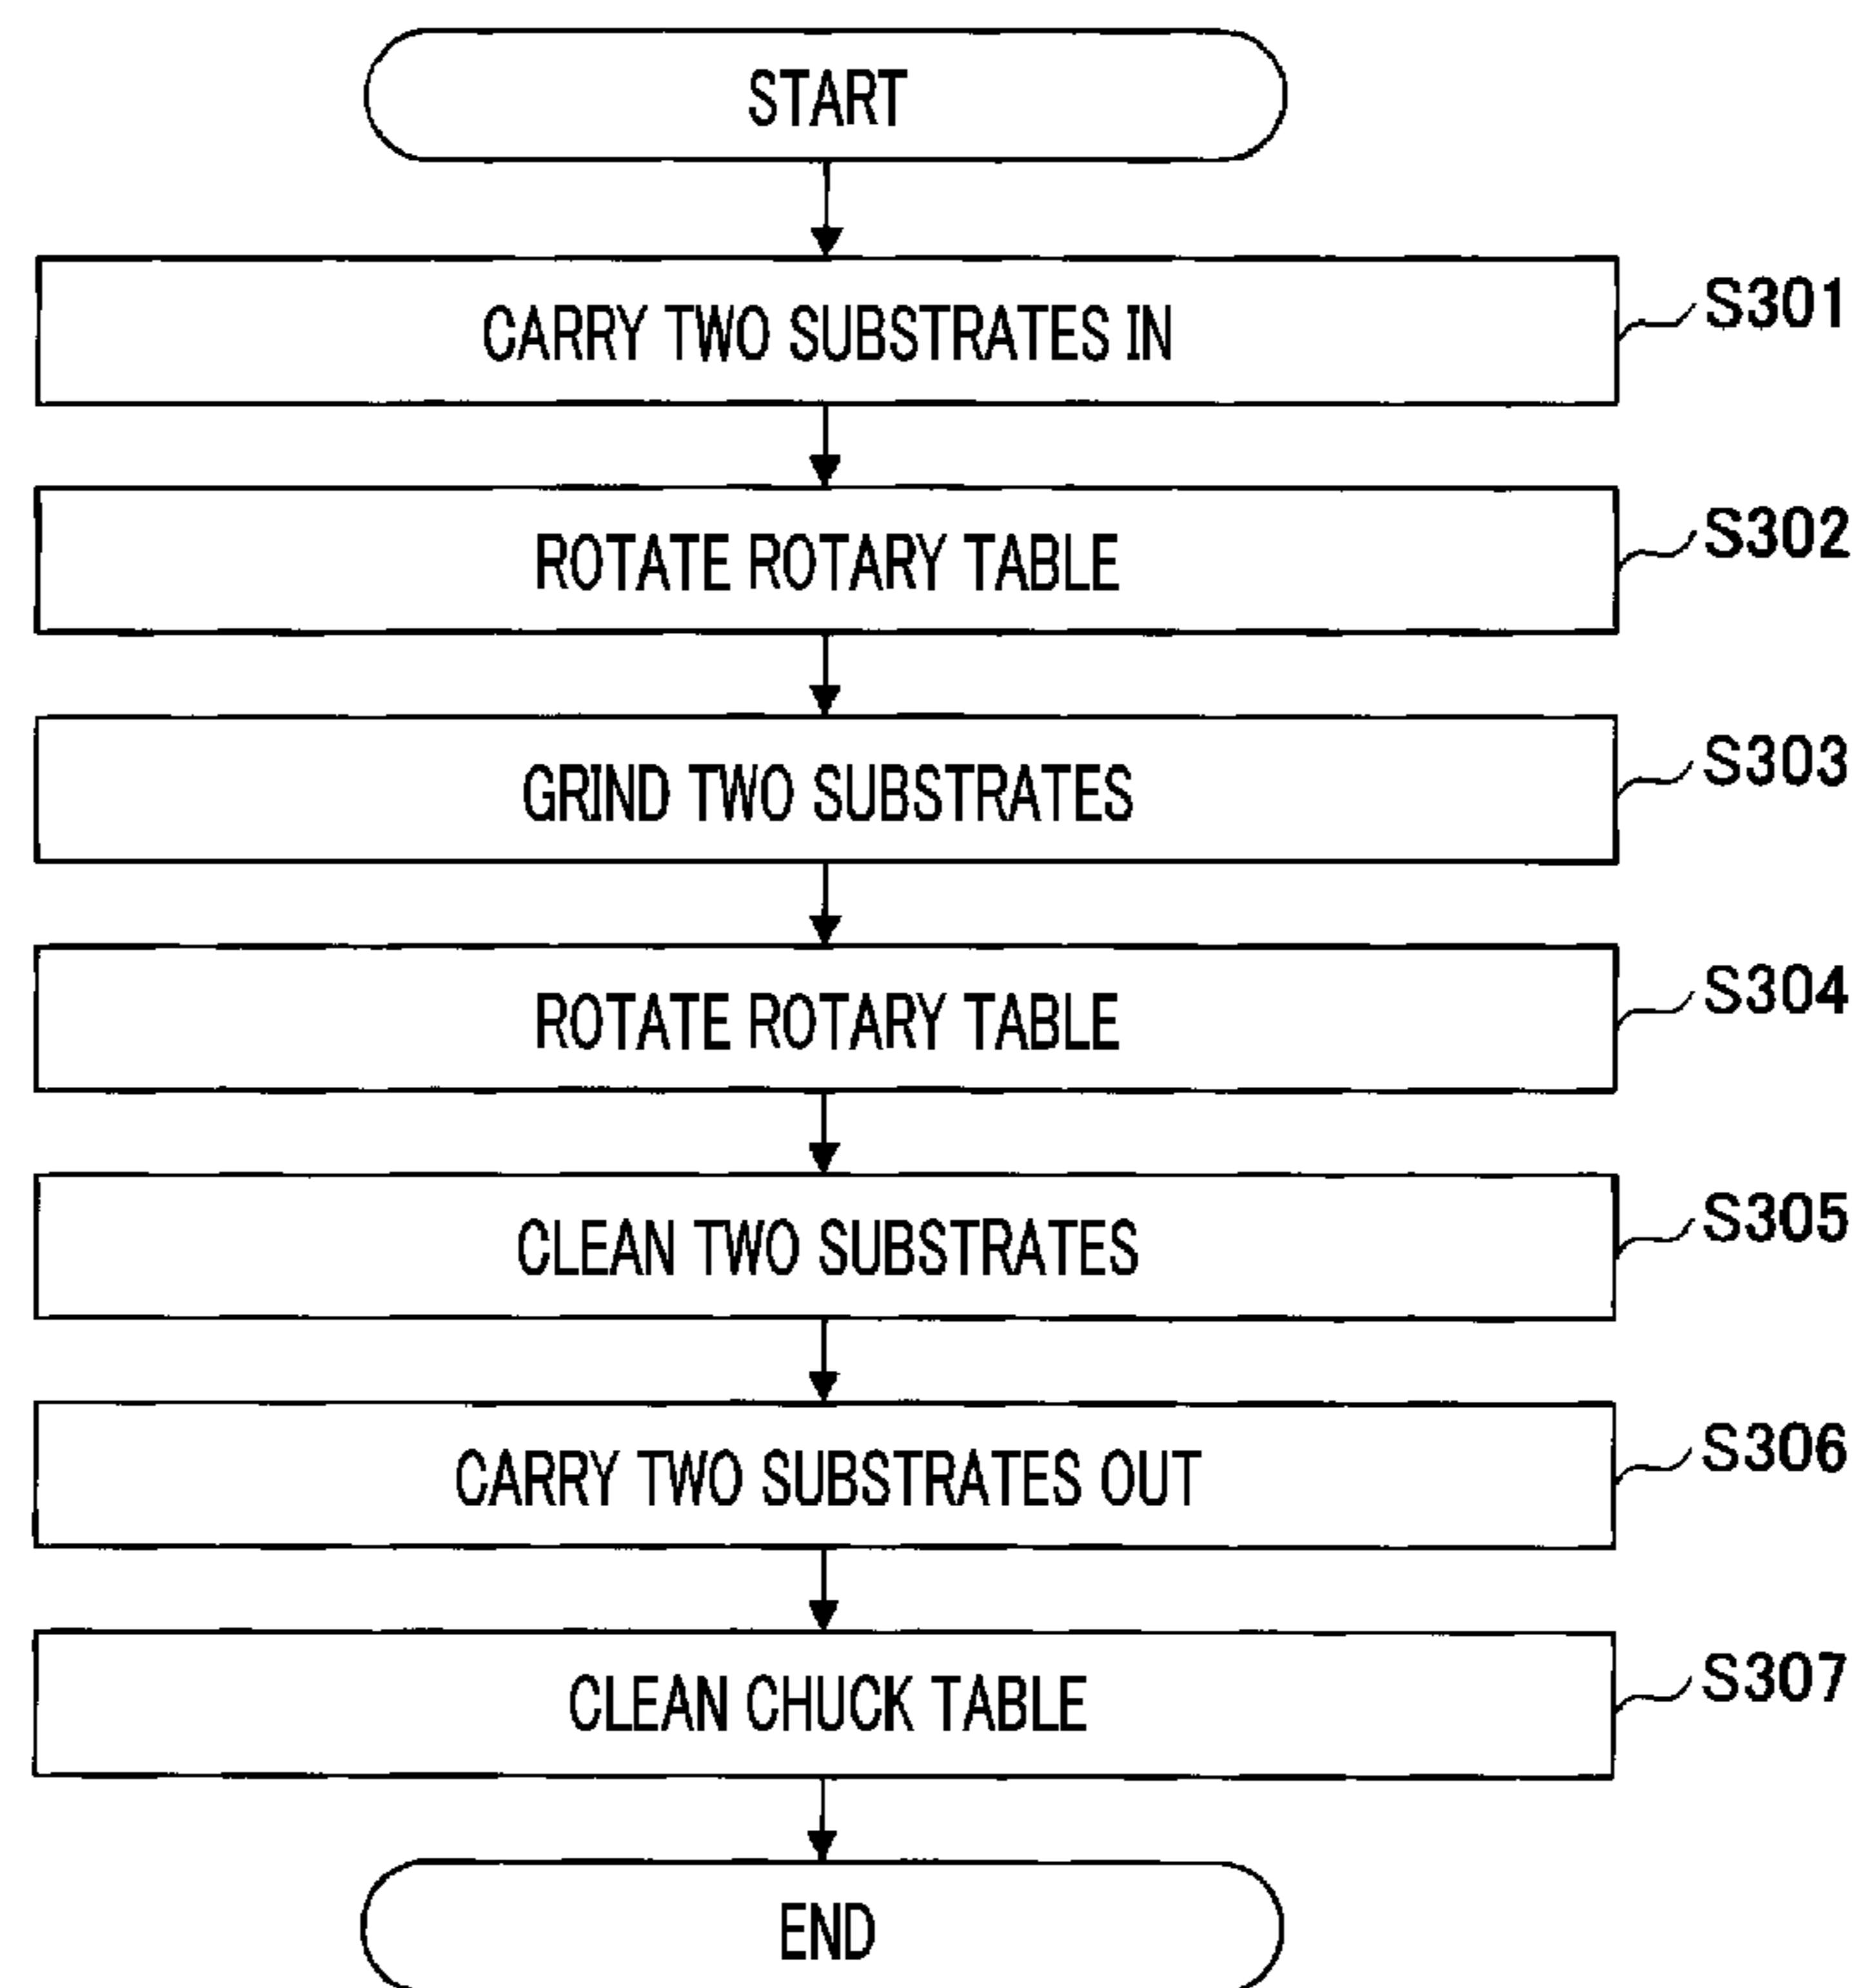 START
CARRY TWO SUBSTRATES IN
S301
ROTATE ROTARY TABLE
S302
GRIND TWO SUBSTRATES
S303
ROTATE ROTARY TABLE
S304
CLEAN TWO SUBSTRATES
S305
CARRY TWO SUBSTRATES OUT
S306
CLEAN CHUCK TABLE
S307
END